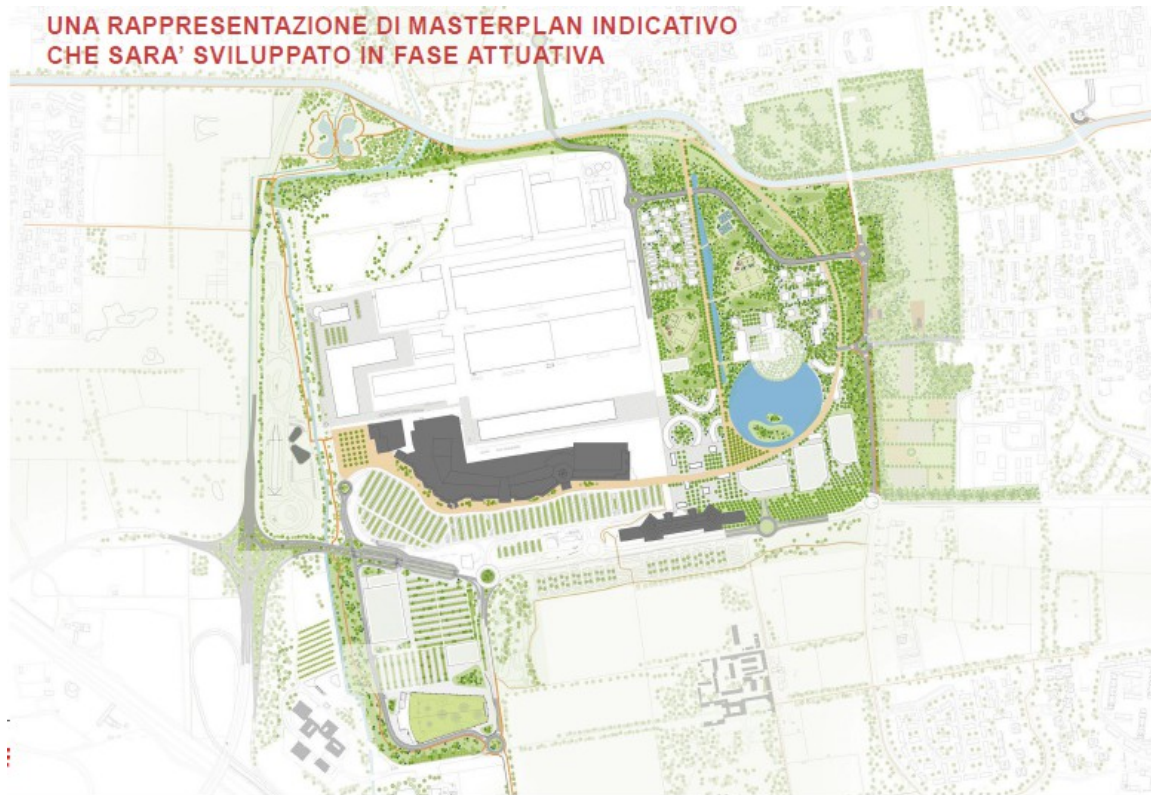 UNA RAPPRESENTAZIONE DI MASTERPLAN INDICATIVO
CHE SARA’ SVILUPPATO IN FASE ATTUATIVA